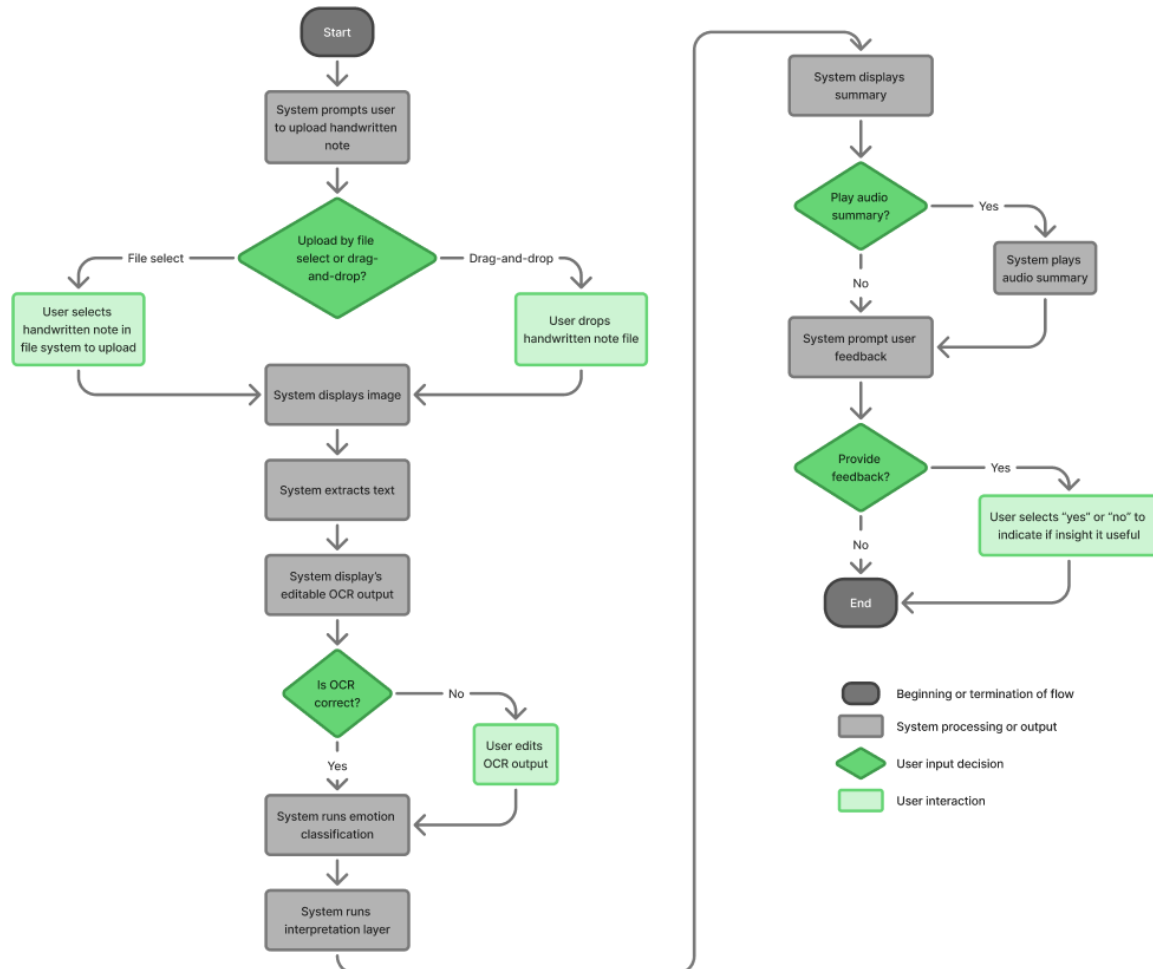 Start
System prompts user
to upload handwritten
note
Upload by file
select or drag-
and-drop?
File select
Drag-and-drop
User selects
handwritten note in
file system to upload
User drops
handwritten note file
System displays image
System extracts text
System display's
editable OCR output
Is OCR
correct?
No
User edits
OCR output
Yes
System runs emotion
classification
System runs
interpretation layer
System displays
summary
Play audio
summary?
Yes
System plays
audio summary
No
System prompt user
feedback
Provide
feedback?
Yes
User selects “yes” or “no” to
indicate if insight it useful
No
End
Beginning or termination of flow
System processing or output
User input decision
User interaction